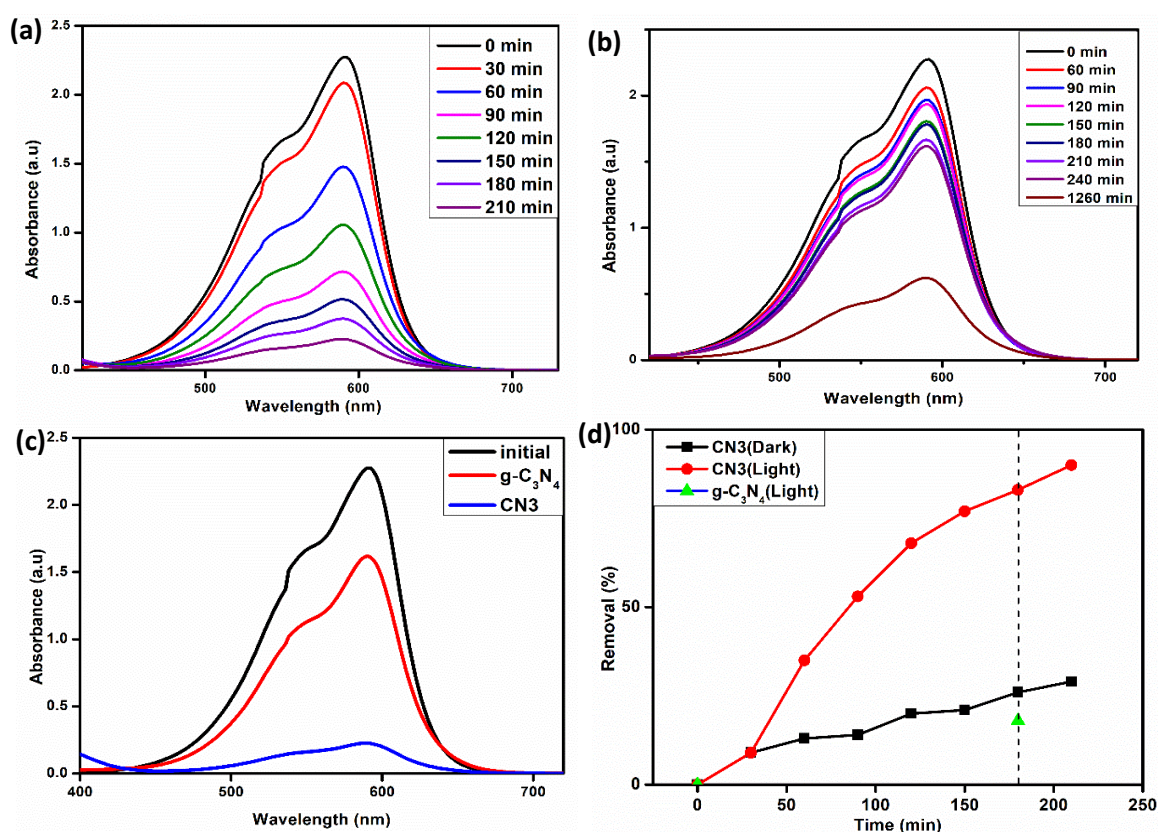 (a)
2.5
2.0
1.5
1.0
0.5
0.0
Absorbance (a.u)
500
600
700
Wavelength (nm)
0 min
30 min
60 min
90 min
120 min
150 min
180 min
210 min
(b)
2
1
0
Absorbance (a.u)
500
600
700
Wavelength (nm)
0 min
60 min
90 min
120 min
150 min
180 min
210 min
240 min
1260 min
(c)
2.5
2.0
1.5
1.0
0.5
0.0
Absorbance (a.u)
400
500
600
700
Wavelength (nm)
initial
g-C₃N₄
CN3
(d)
100
50
0
Removal (%)
0
50
100
150
200
250
Time (min)
CN3(Dark)
CN3(Light)
g-C₃N₄(Light)